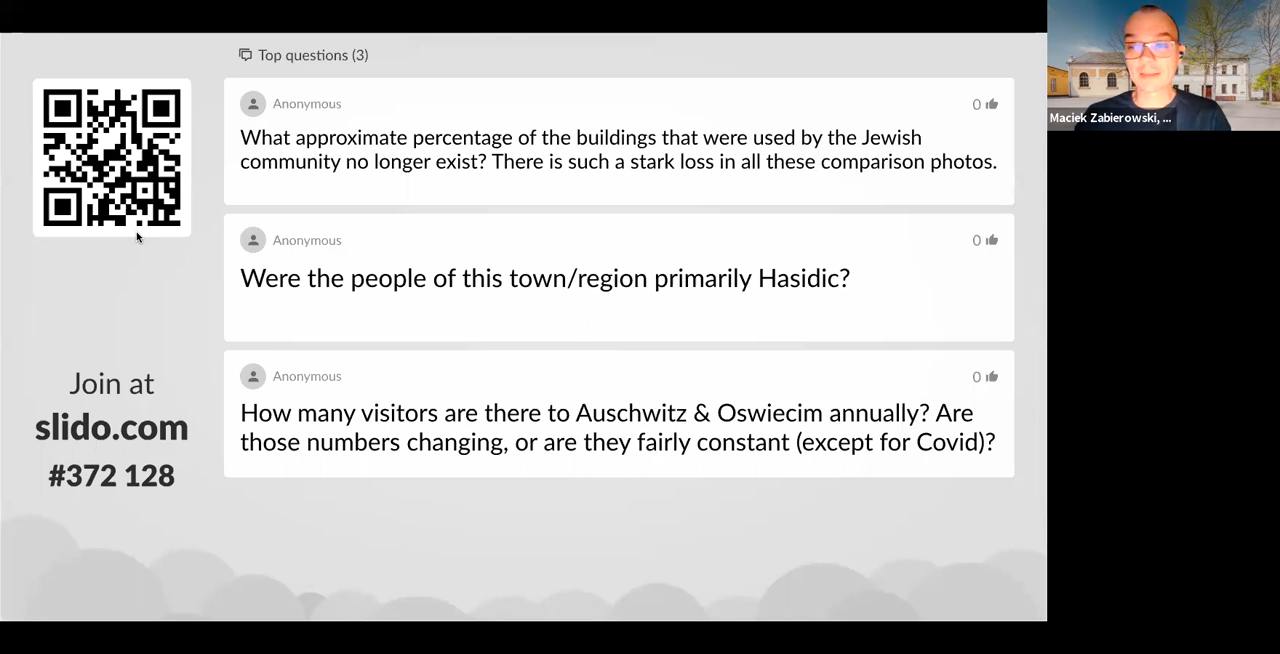 Top questions (3)
Anonymous
0
What approximate percentage of the buildings that were used by the Jewish
community no longer exist? There is such a stark loss in all these comparison photos.
Anonymous
0
Were the people of this town/region primarily Hasidic?
Anonymous
0
How many visitors are there to Auschwitz & Oswiecim annually? Are
those numbers changing, or are they fairly constant (except for Covid)?
Join at
slido.com
#372 128
Maciek Zabierowski, ...